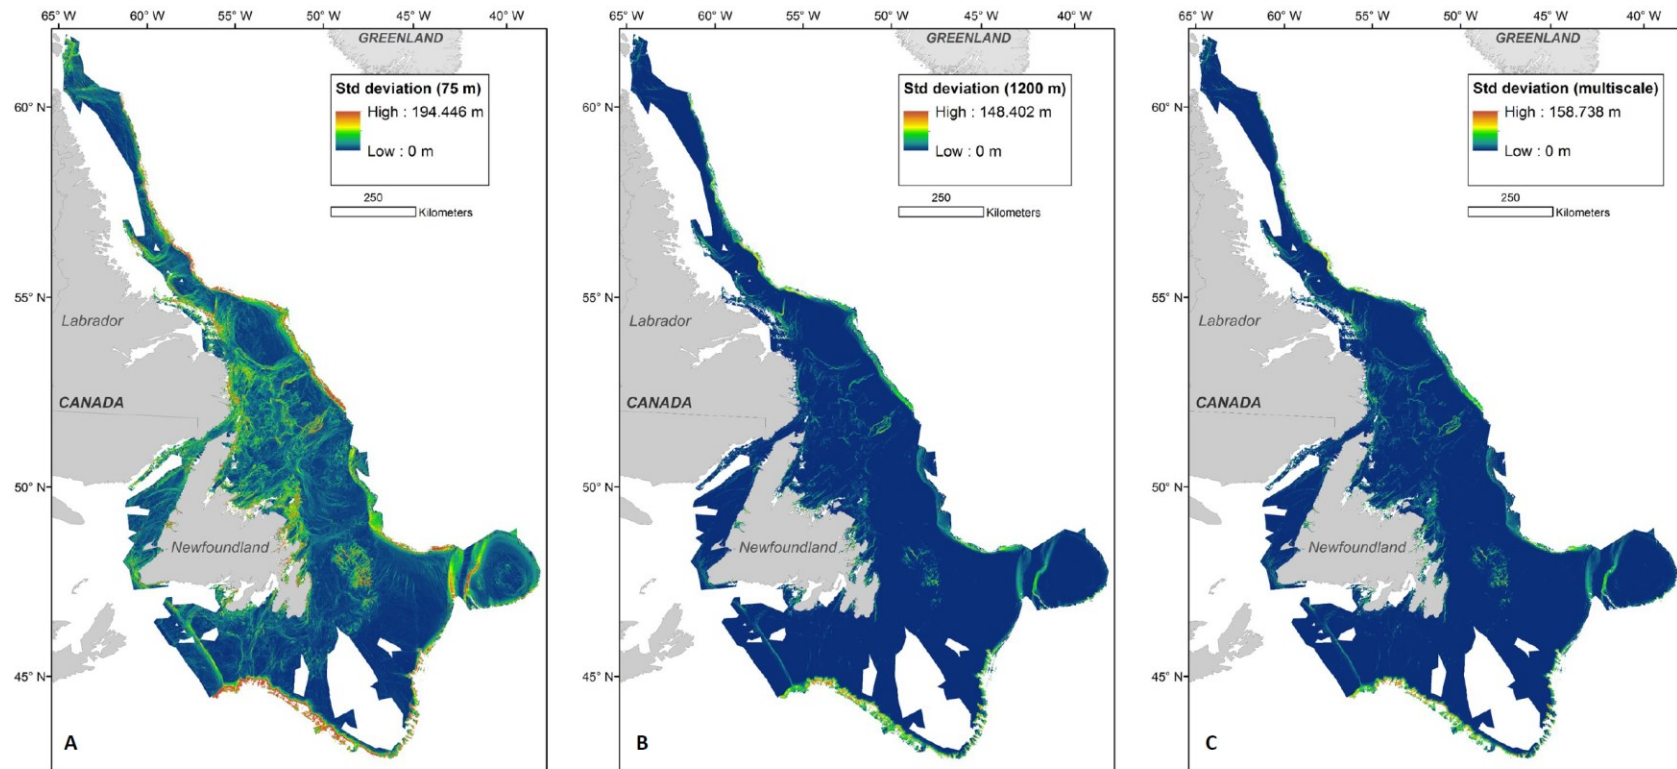 65° W 60° W 55° W 50° W 45° W 40° W
GREENLAND
Std deviation (75 m)
High : 194.446 m
Low : 0 m
250
Kilometers
60° N
55° N
Labrador
CANADA
50° N
Newfoundland
45° N
A
65° W 60° W 55° W 50° W 45° W 40° W
GREENLAND
Std deviation (1200 m)
High : 148.402 m
Low : 0 m
250
Kilometers
60° N
55° N
Labrador
CANADA
50° N
Newfoundland
45° N
B
65° W 60° W 55° W 50° W 45° W 40° W
GREENLAND
Std deviation (multiscale)
High : 158.738 m
Low : 0 m
250
Kilometers
60° N
55° N
Labrador
CANADA
50° N
Newfoundland
45° N
C